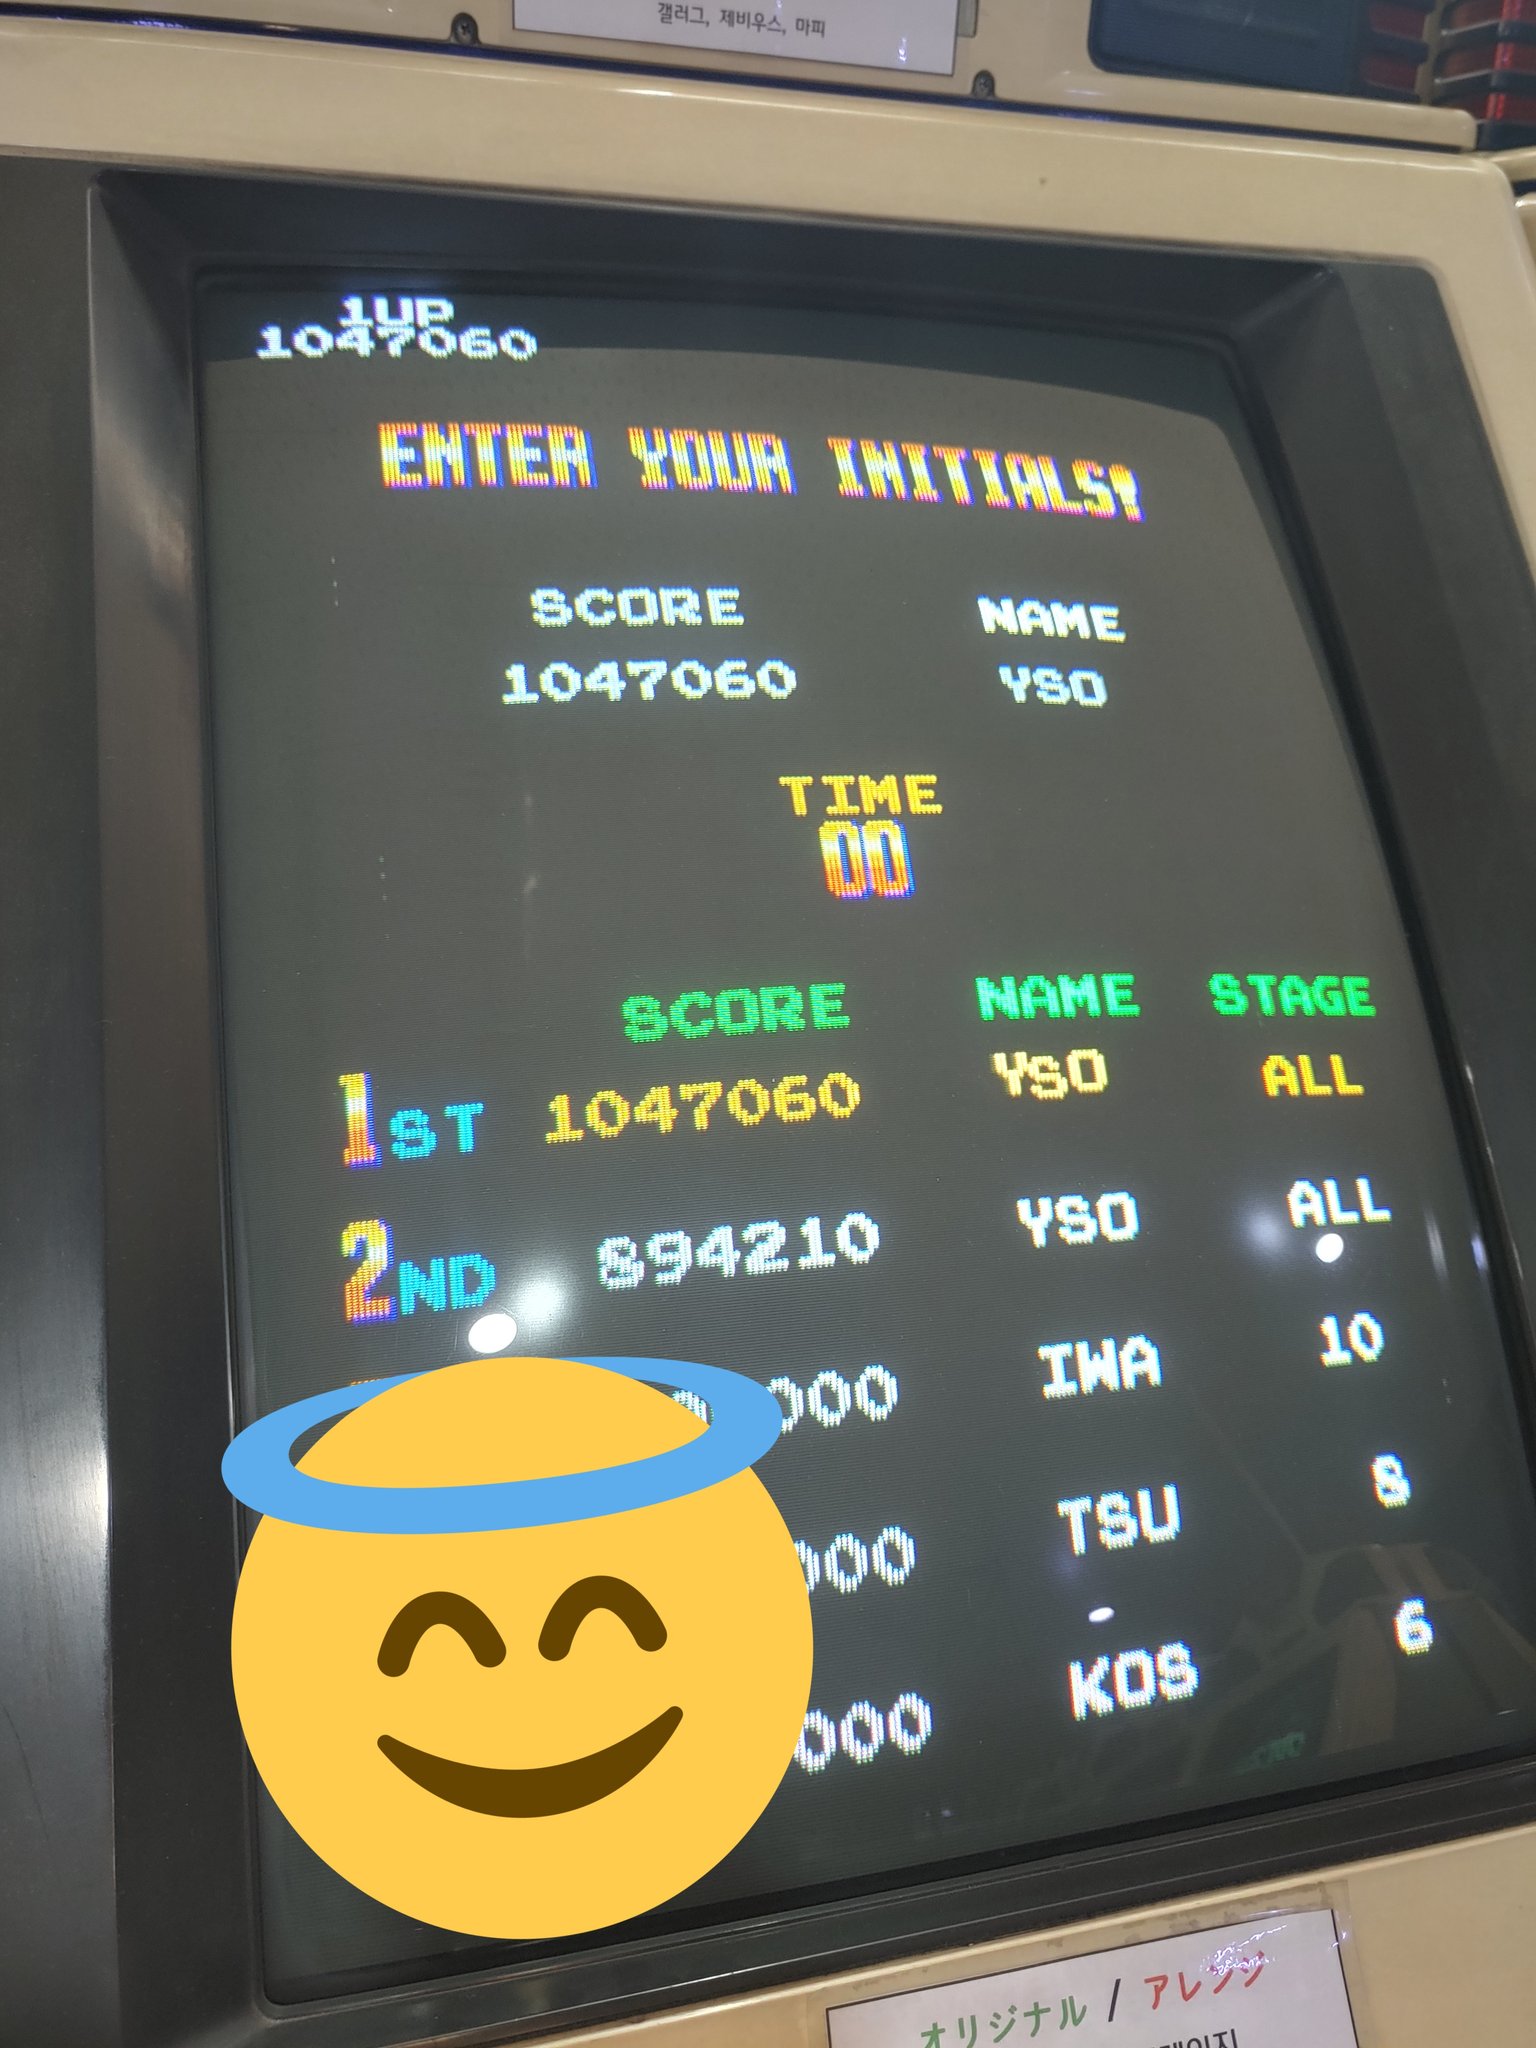 갤러그, 제비우스, 마피
1UP
1047060
ENTER YOUR INITIALS!
SCORE NAME
1047060 YSO
TIME
00
SCORE NAME STAGE
1ST 1047060 YSO ALL
2ND 894210 YSO ALL
000 IWA 10
000 TSU 8
000 KOS 6
オリジナル / アレンジ